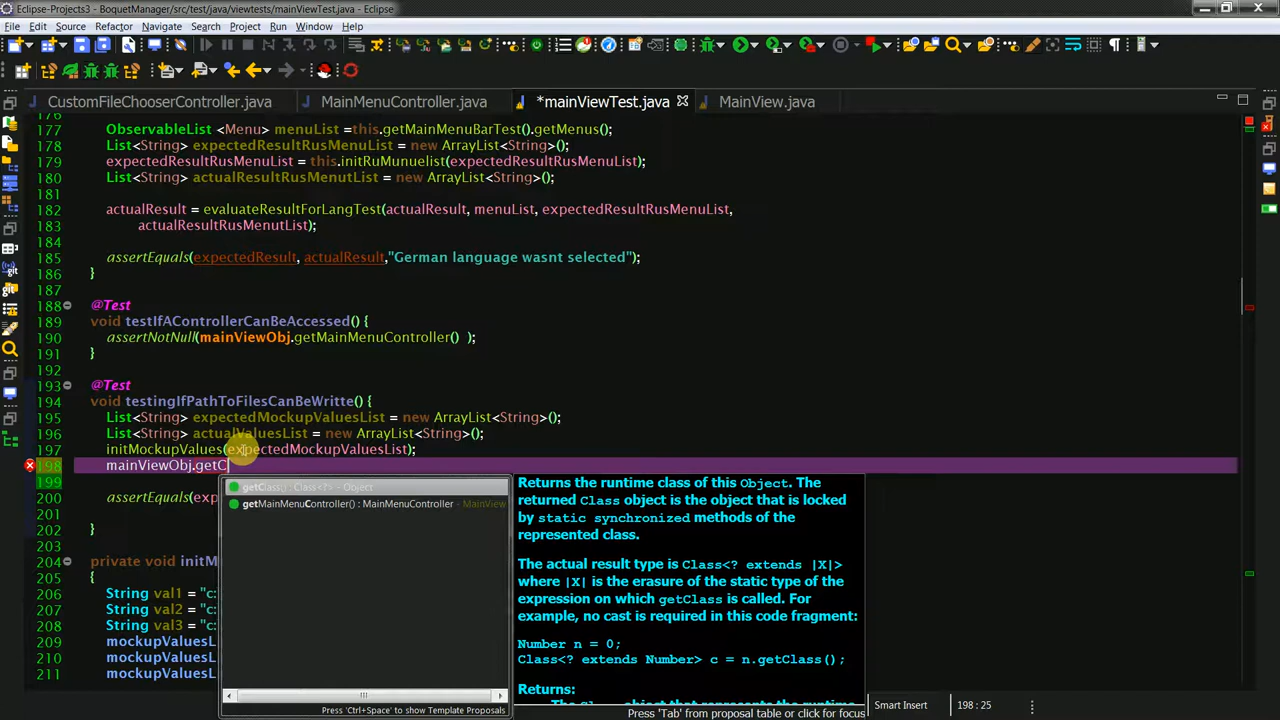 Eclipse-Projects3 - BoquetManager/src/test/java/viewtests/mainViewTest.java - Eclipse
File Edit Source Refactor Navigate Search Project Run Window Help
CustomFileChooserController.java MainMenuController.java *mainViewTest.java MainView.java
176
177 ObservableList <Menu> menuList =this.getMainMenuBarTest().getMenus();
178 List<String> expectedResultRusMenuList = new ArrayList<String>();
179 expectedResultRusMenuList = this.initRuMunuelist(expectedResultRusMenuList);
180 List<String> actualResultRusMenutList = new ArrayList<String>();
181
182 actualResult = evaluateResultForLangTest(actualResult, menuList, expectedResultRusMenuList,
183 actualResultRusMenutList);
184
185 assertEquals(expectedResult, actualResult,"German language wasnt selected");
186 }
187
188 @Test
189 void testIfAControllerCanBeAccessed() {
190 assertNotNull(mainViewObj.getMainMenuController() );
191 }
192
193 @Test
194 void testingIfPathToFilesCanBeWritte() {
195 List<String> expectedMockupValuesList = new ArrayList<String>();
196 List<String> actualValuesList = new ArrayList<String>();
197 initMockupValues(expectedMockupValuesList);
198 mainViewObj.getC
199
200 assertEquals(exp
201
202 }
203
204 private void initM
205 {
206 String val1 = "c:
207 String val2 = "c:
208 String val3 = "c:
209 mockupValuesL
210 mockupValuesL
211 mockupValuesL
getClass() : Class<?> - Object
getMainMenuController() : MainMenuController - MainView
Press 'Ctrl+Space' to show Template Proposals
Returns the runtime class of this Object. The
returned Class object is the object that is locked
by static synchronized methods of the
represented class.
The actual result type is Class<? extends |X|>
where |X| is the erasure of the static type of the
expression on which getClass is called. For
example, no cast is required in this code fragment:
Number n = 0;
Class<? extends Number> c = n.getClass();
Returns:
Press 'Tab' from proposal table or click for focus
Smart Insert 198 : 25